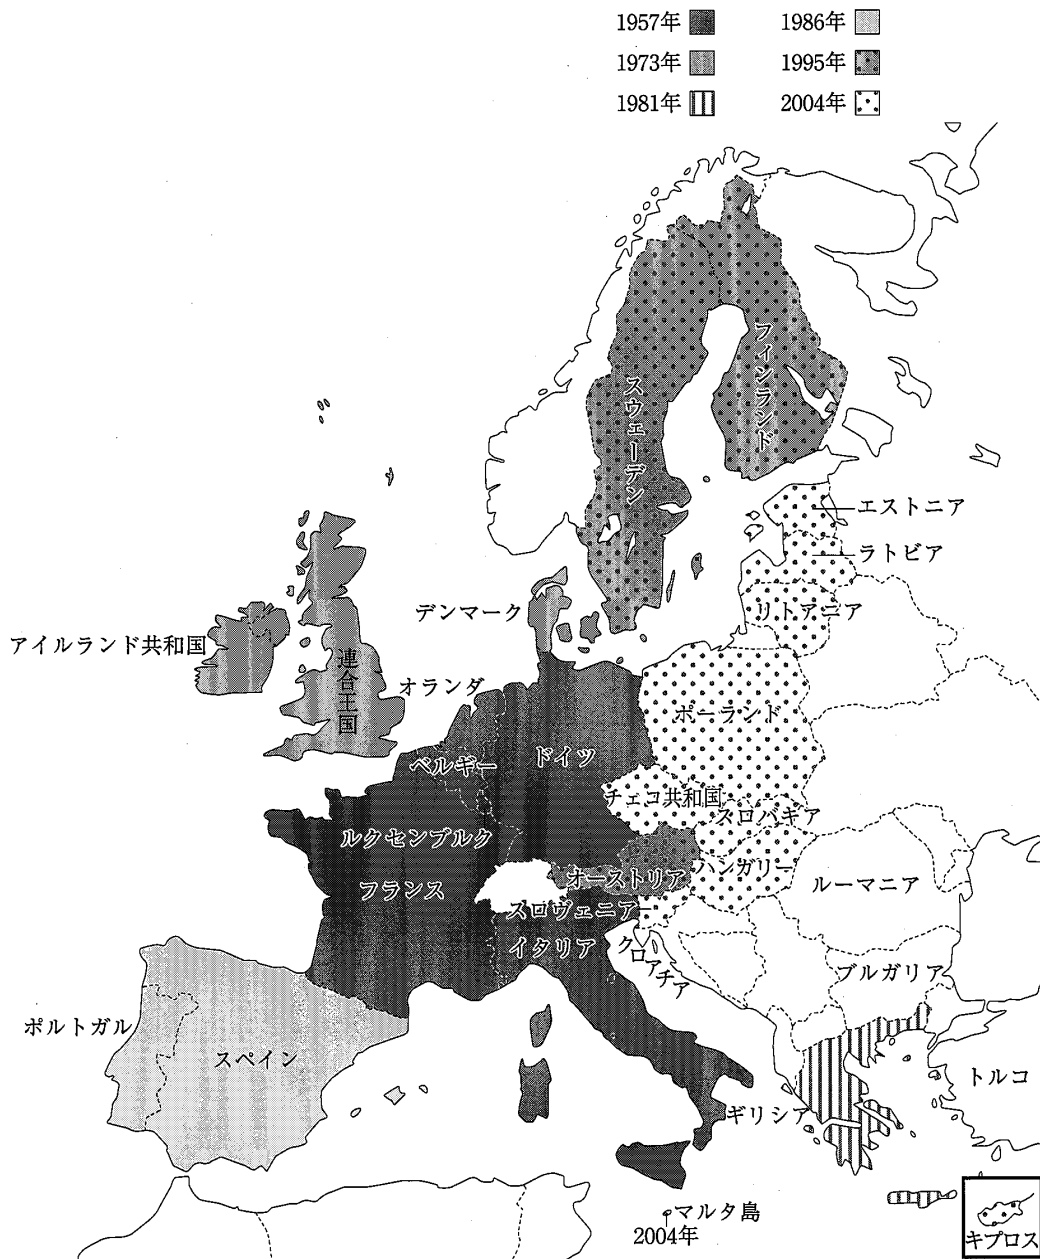 1957年
1986年
1973年
1995年
1981年
2004年
フィンランド
スウェーデン
エストニア
ラトビア
リトアニア
デンマーク
アイルランド共和国
連合王国
オランダ
ポーランド
ベルギー
ドイツ
チェコ共和国
スロバキア
ルクセンブルク
ハンガリー
オーストリア
ルーマニア
フランス
スロヴェニア
イタリア
クロアチア
ブルガリア
ポルトガル
スペイン
トルコ
ギリシア
マルタ島
2004年
キプロス